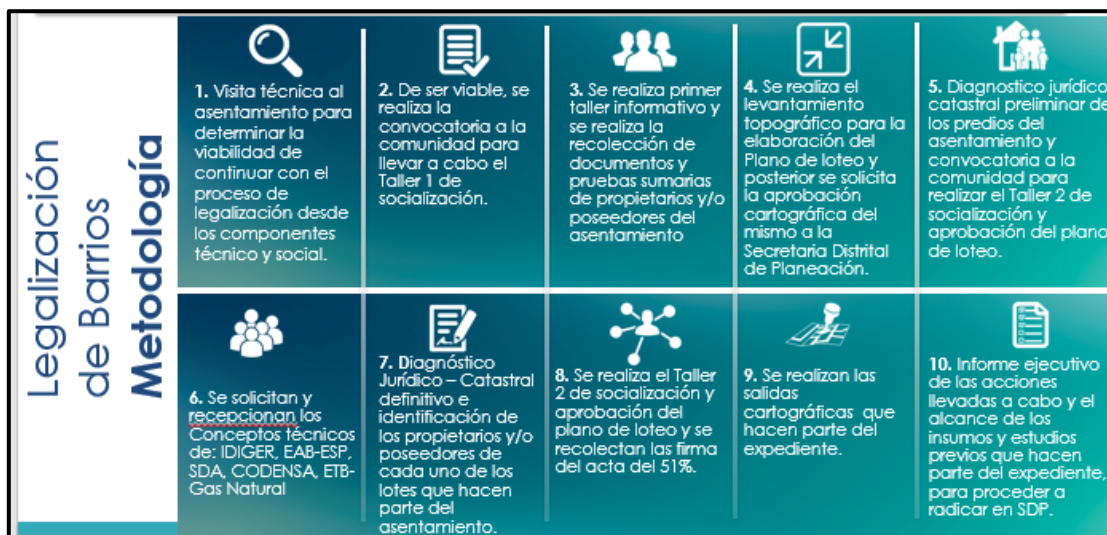 Legalización
de Barrios
Metodología
1. Visita técnica al
asentamiento para
determinar la
viabilidad de
continuar con el
proceso de
legalización desde
los componentes
técnico y social.
2. De ser viable, se
realiza la
convocatoria a la
comunidad para
llevar a cabo el
Taller 1 de
socialización.
3. Se realiza primer
taller informativo y
se realiza la
recolección de
documentos y
pruebas sumarias
de propietarios y/o
poseedores del
asentamiento
4. Se realiza el
levantamiento
topográfico para la
elaboración del
Plano de loteo y
posterior se solicita
la aprobación
cartográfica del
mismo a la
Secretaria Distrital
de Planeación.
5. Diagnostico jurídico
catastral preliminar de
los predios del
asentamiento y
convocatoria a la
comunidad para
realizar el Taller 2 de
socialización y
aprobación del plano
de loteo.
6. Se solicitan y
recepcionan los
Conceptos técnicos
de: IDIGER, EAB-ESP,
SDA, CODENSA, ETB-
Gas Natural
7. Diagnóstico
Jurídico – Catastral
definitivo e
identificación de
los propietarios y/o
poseedores de
cada uno de los
lotes que hacen
parte del
asentamiento.
8. Se realiza el Taller
2 de socialización y
aprobación del
plano de loteo y se
recolectan las firma
del acta del 51%.
9. Se realizan las
salidas
cartográficas que
hacen parte del
expediente.
10. Informe ejecutivo
de las acciones
llevadas a cabo y el
alcance de los
insumos y estudios
previos que hacen
parte del expediente,
para proceder a
radicar en SDP.